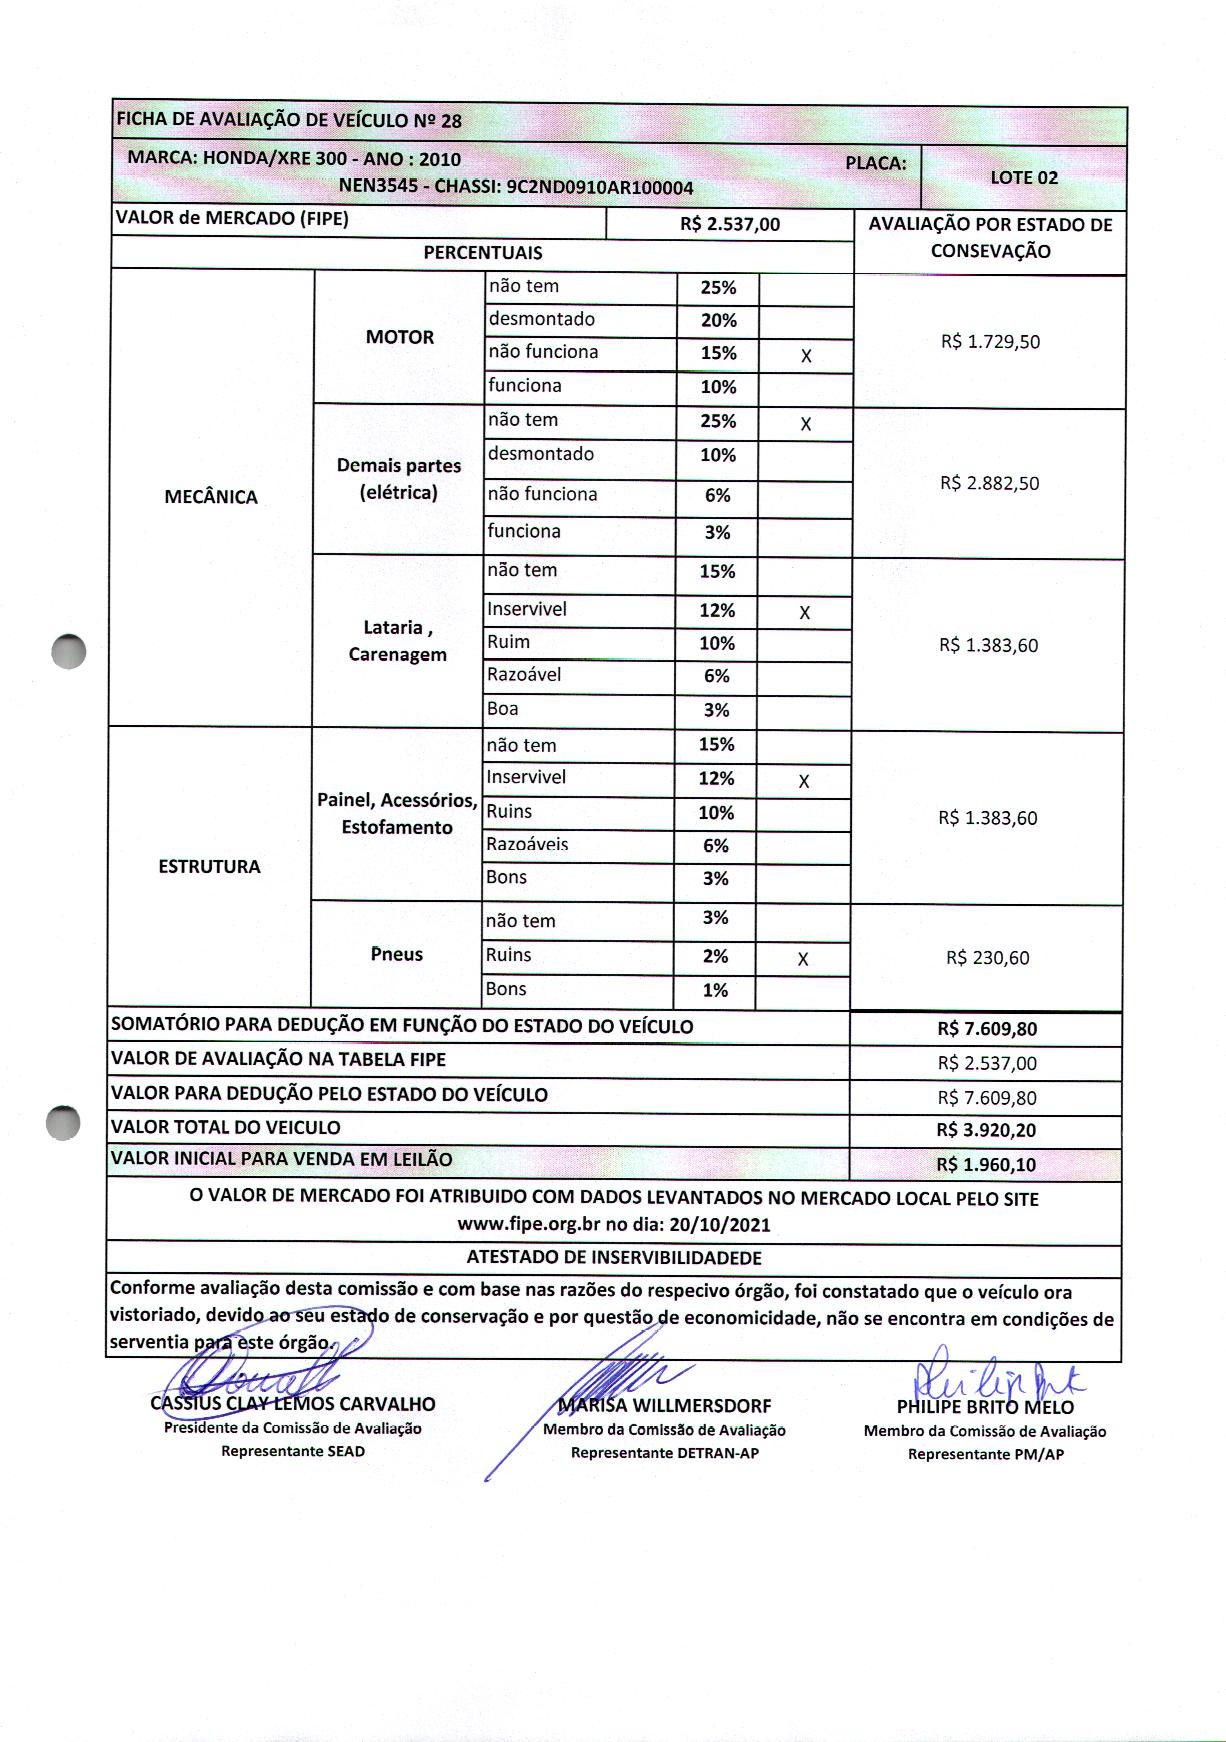 FICHA DE AVALIAÇÃO DE VEÍCULO Nº 28
MARCA: HONDA/XRE 300 - ANO : 2010 PLACA:
NEN3545 - CHASSI: 9C2ND0910AR100004
LOTE 02
VALOR de MERCADO (FIPE) R$ 2.537,00
AVALIAÇÃO POR ESTADO DE
CONSEVAÇÃO
PERCENTUAIS
MECÂNICA
MOTOR
não tem 25%
desmontado 20%
não funciona 15% X
funciona 10%
R$ 1.729,50
Demais partes
(elétrica)
não tem 25% X
desmontado 10%
não funciona 6%
funciona 3%
R$ 2.882,50
Lataria ,
Carenagem
não tem 15%
Inservivel 12% X
Ruim 10%
Razoável 6%
Boa 3%
R$ 1.383,60
ESTRUTURA
Painel, Acessórios,
Estofamento
não tem 15%
Inservivel 12% X
Ruins 10%
Razoáveis 6%
Bons 3%
R$ 1.383,60
Pneus
não tem 3%
Ruins 2% X
Bons 1%
R$ 230,60
SOMATÓRIO PARA DEDUÇÃO EM FUNÇÃO DO ESTADO DO VEÍCULO R$ 7.609,80
VALOR DE AVALIAÇÃO NA TABELA FIPE R$ 2.537,00
VALOR PARA DEDUÇÃO PELO ESTADO DO VEÍCULO R$ 7.609,80
VALOR TOTAL DO VEICULO R$ 3.920,20
VALOR INICIAL PARA VENDA EM LEILÃO R$ 1.960,10
O VALOR DE MERCADO FOI ATRIBUIDO COM DADOS LEVANTADOS NO MERCADO LOCAL PELO SITE
www.fipe.org.br no dia: 20/10/2021
ATESTADO DE INSERVIBILIDADEDE
Conforme avaliação desta comissão e com base nas razões do respecivo órgão, foi constatado que o veículo ora
vistoriado, devido ao seu estado de conservação e por questão de economicidade, não se encontra em condições de
serventia para este órgão.
CASSIUS CLAY LEMOS CARVALHO
Presidente da Comissão de Avaliação
Representante SEAD
MARISA WILLMERSDORF
Membro da Comissão de Avaliação
Representante DETRAN-AP
PHILIPE BRITO MELO
Membro da Comissão de Avaliação
Representante PM/AP